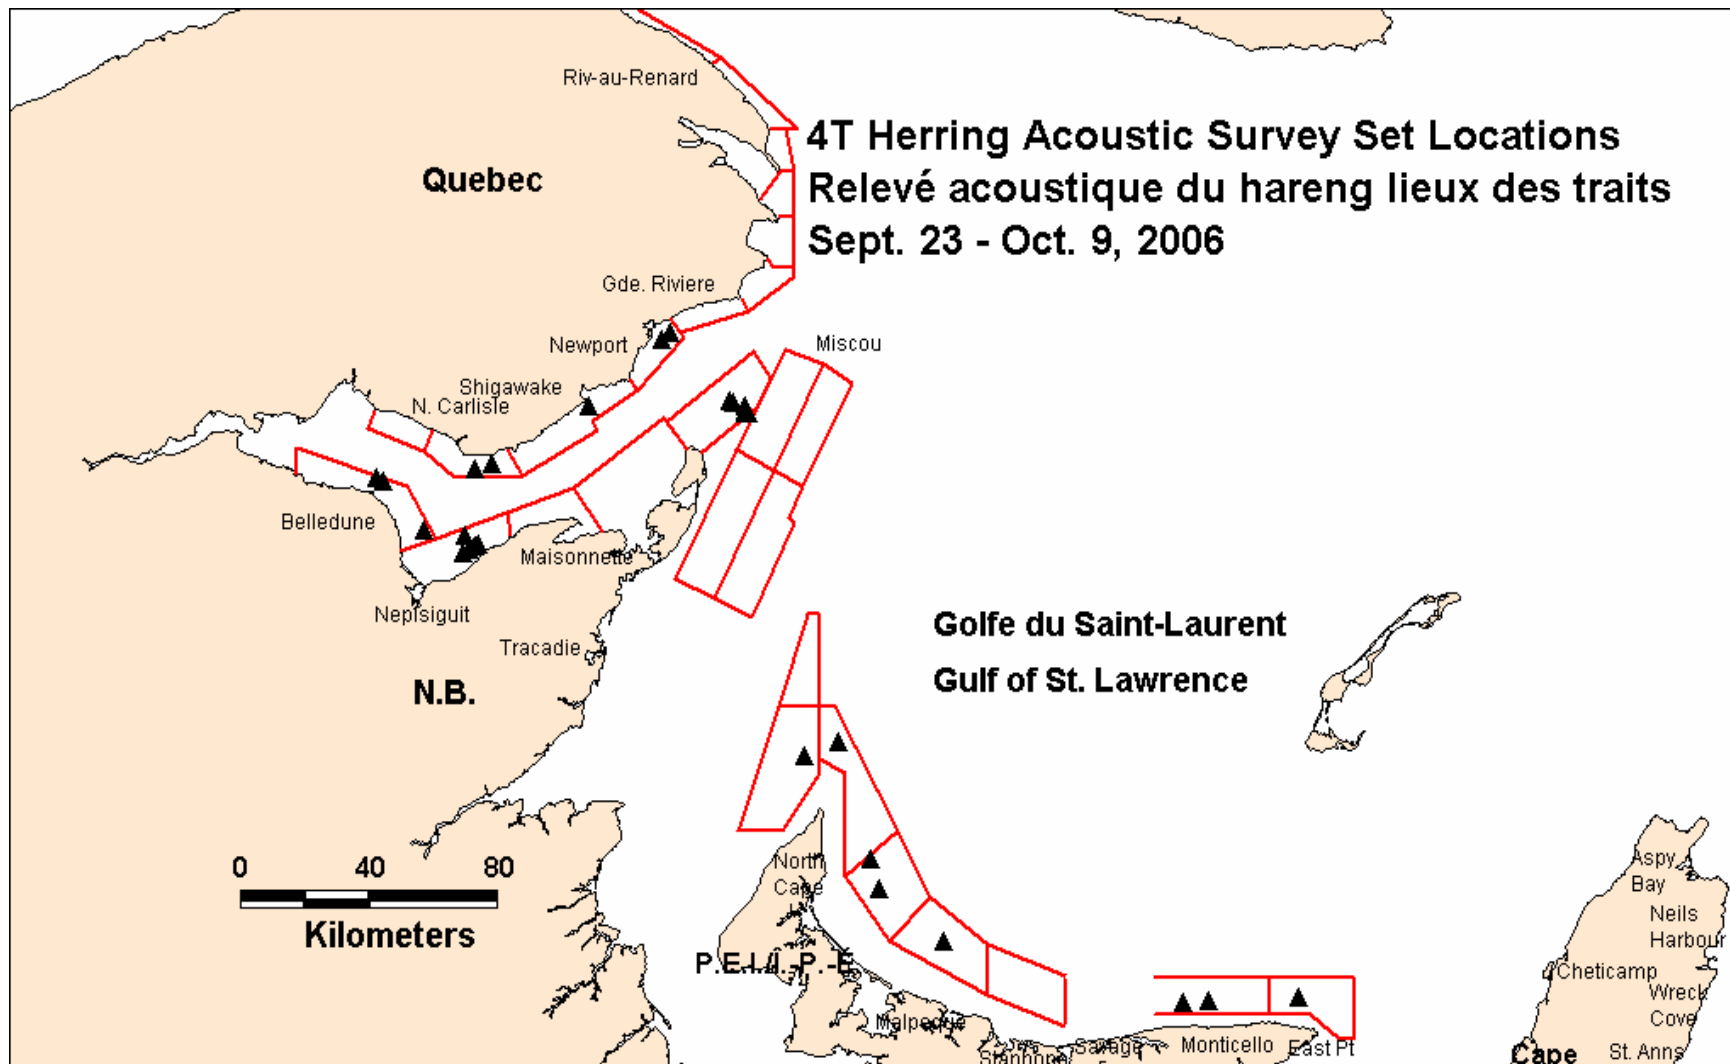 Riv-au-Renard
4T Herring Acoustic Survey Set Locations
Relevé acoustique du hareng lieux des traits
Sept. 23 - Oct. 9, 2006
Quebec
Gde. Riviere
Newport
Miscou
Shigawake
N. Carlisle
Belledune
Maisonnette
Nepisiguit
Tracadie
N.B.
Golfe du Saint-Laurent
Gulf of St. Lawrence
0 40 80
Kilometers
North
Cape
P.E.I./I.-P.-E.
Malpeque
Stanhope
Savage
Monticello
East Pt
Aspy
Bay
Neils
Harbour
Cheticamp
Wreck
Cove
Cape
St. Anns